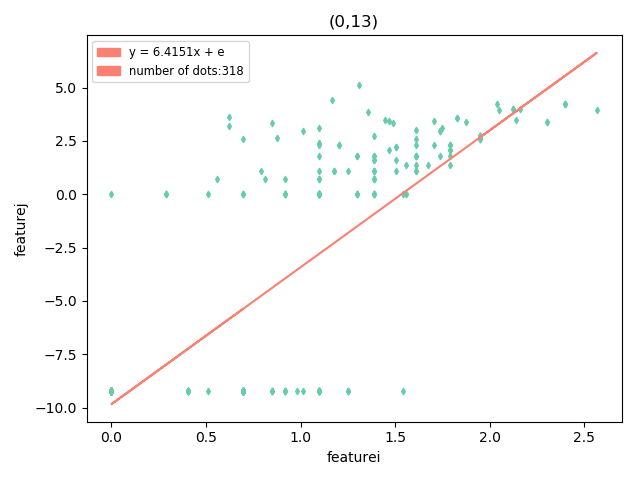 (0,13)
y = 6.4151x + e
number of dots:318
5.0
2.5
0.0
−2.5
−5.0
−7.5
−10.0
featurej
0.0 0.5 1.0 1.5 2.0 2.5
featurei